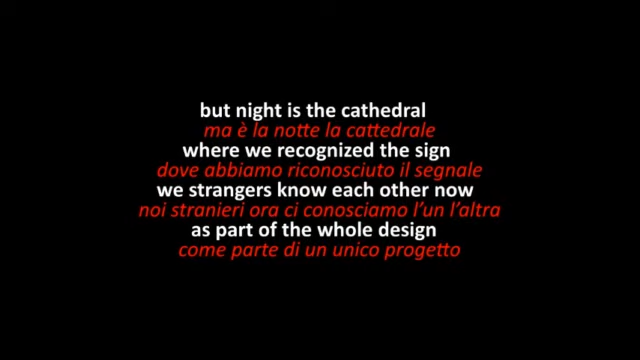 but night is the cathedral
ma è la notte la cattedrale
where we recognized the sign
dove abbiamo riconosciuto il segnale
we strangers know each other now
noi stranieri ora ci conosciamo l’un l’altra
as part of the whole design
come parte di un unico progetto